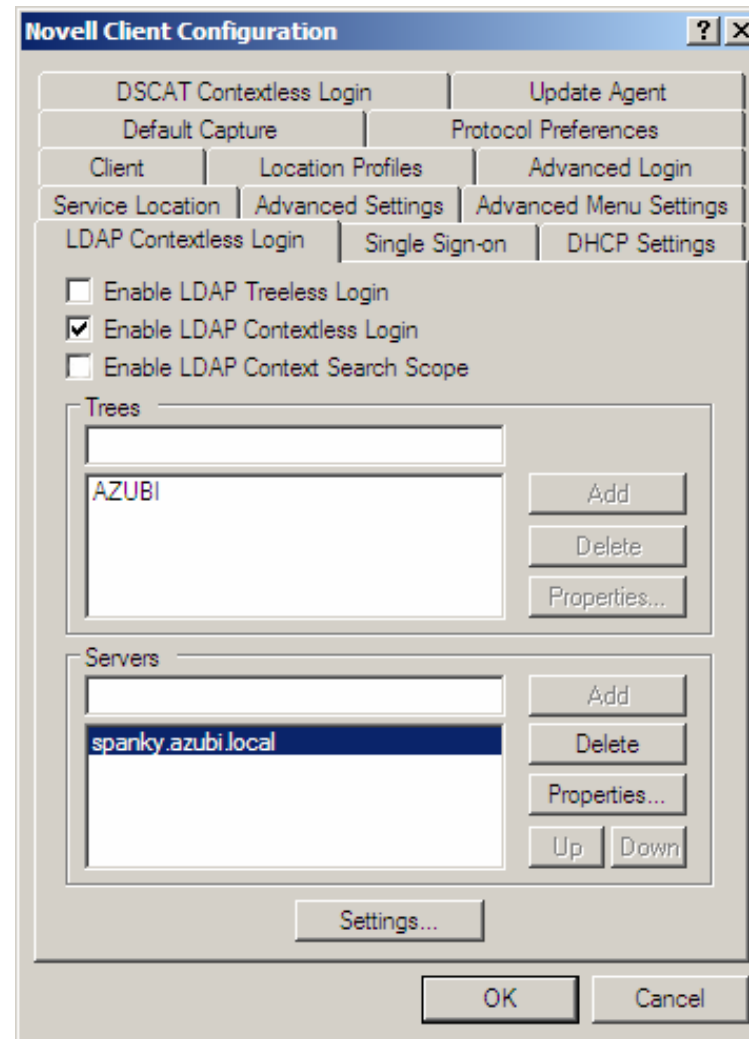 Novell Client Configuration
DSCAT Contextless Login Update Agent
Default Capture Protocol Preferences
Client Location Profiles Advanced Login
Service Location Advanced Settings Advanced Menu Settings
LDAP Contextless Login Single Sign-on DHCP Settings
Enable LDAP Treeless Login
Enable LDAP Contextless Login
Enable LDAP Context Search Scope
Trees
AZUBI
Add
Delete
Properties...
Servers
Add
spanky.azubi.local
Delete
Properties...
Up Down
Settings...
OK Cancel